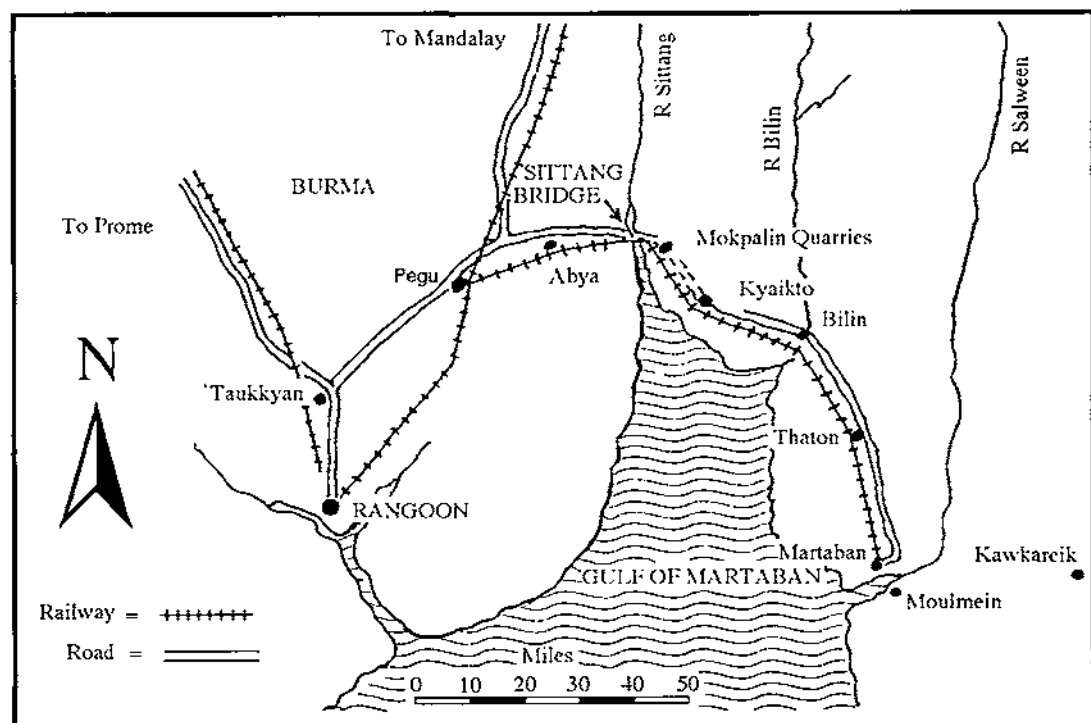 To Mandalay
R Sittang
R Bilin
R Salween
SITTANG
BRIDGE
BURMA
To Prome
Mokpalin Quarries
Pegu
Abya
Kyaikto
Bilin
N
'Taukkyan
Thaton
RANGOON
Martaban
Kawkarcik
GULF OF MARTABAN
Moulmein
Railway =
Road =
Miles
0 10 20 30 40 50